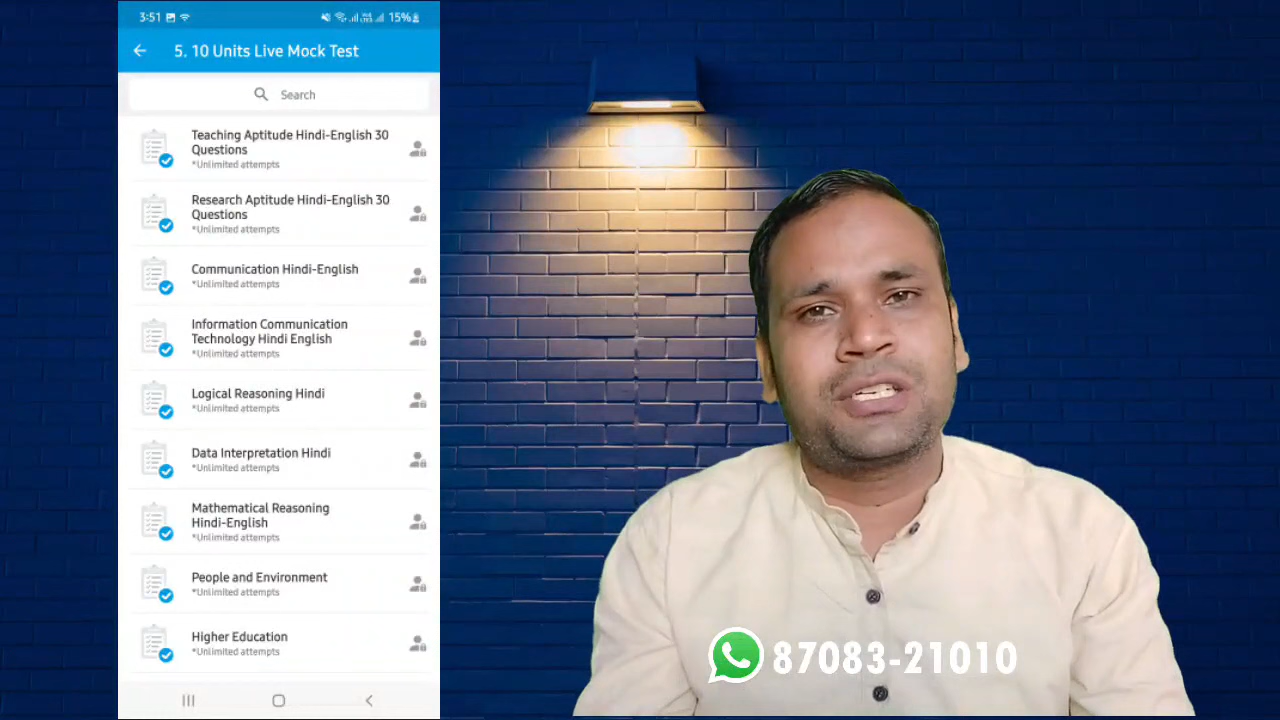 3:51
15%
5. 10 Units Live Mock Test
Search
Teaching Aptitude Hindi-English 30
Questions
*Unlimited attempts
Research Aptitude Hindi-English 30
Questions
*Unlimited attempts
Communication Hindi-English
*Unlimited attempts
Information Communication
Technology Hindi English
*Unlimited attempts
Logical Reasoning Hindi
*Unlimited attempts
Data Interpretation Hindi
*Unlimited attempts
Mathematical Reasoning
Hindi-English
*Unlimited attempts
People and Environment
*Unlimited attempts
Higher Education
*Unlimited attempts
87083-21010